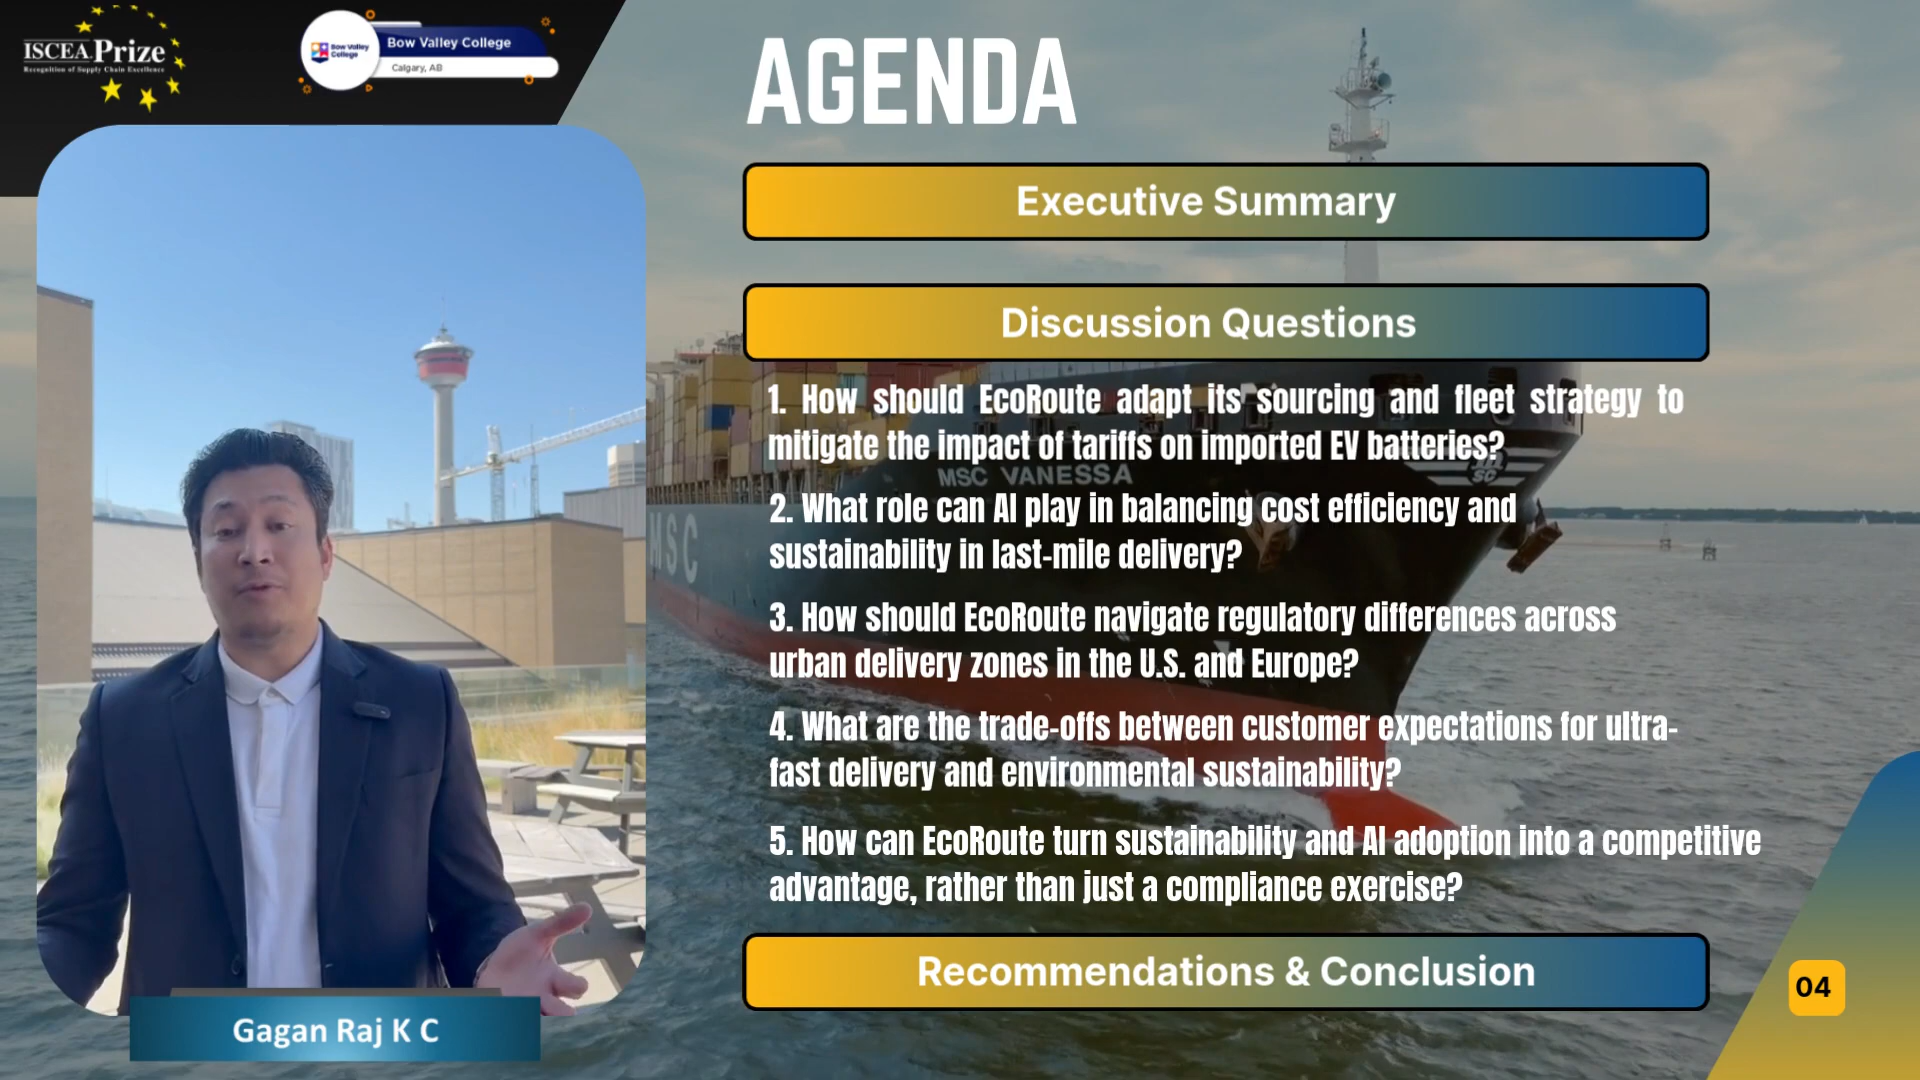 ISCEA Prize
Recognition of Supply Chain Excellence
Bow Valley College
Bow Valley College
Calgary, AB
AGENDA
Executive Summary
Discussion Questions
1. How should EcoRoute adapt its sourcing and fleet strategy to
mitigate the impact of tariffs on imported EV batteries?
MSC VANESSA
2. What role can AI play in balancing cost efficiency and
sustainability in last-mile delivery?
MSC
3. How should EcoRoute navigate regulatory differences across
urban delivery zones in the U.S. and Europe?
4. What are the trade-offs between customer expectations for ultra-
fast delivery and environmental sustainability?
5. How can EcoRoute turn sustainability and AI adoption into a competitive
advantage, rather than just a compliance exercise?
Recommendations & Conclusion
04
Gagan Raj K C